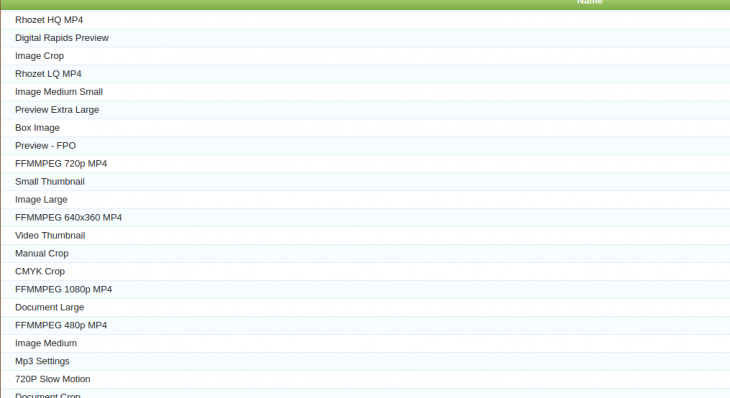 Name
Rhozet HQ MP4
Digital Rapids Preview
Image Crop
Rhozet LQ MP4
Image Medium Small
Preview Extra Large
Box Image
Preview - FPO
FFMMPEG 720p MP4
Small Thumbnail
Image Large
FFMMPEG 640x360 MP4
Video Thumbnail
Manual Crop
CMYK Crop
FFMMPEG 1080p MP4
Document Large
FFMMPEG 480p MP4
Image Medium
Mp3 Settings
720P Slow Motion
Document Crop